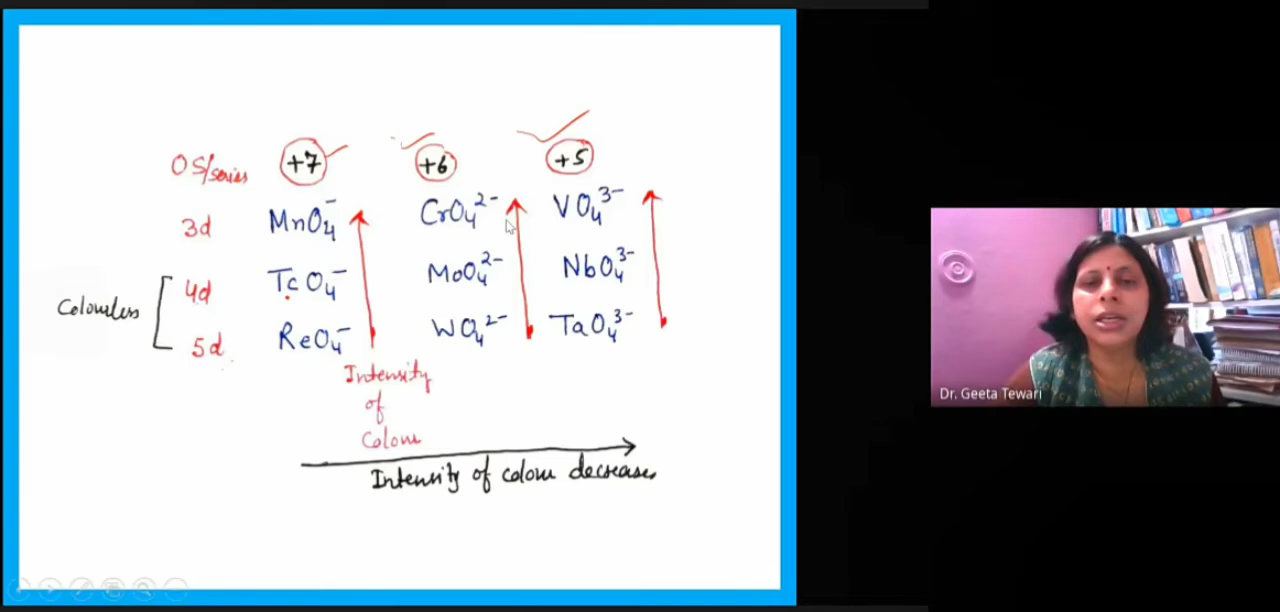 OS/series +7 +6 +5
3d MnO₄⁻ CrO₄²⁻ VO₄³⁻
Colourless
4d TcO₄⁻ MoO₄²⁻ NbO₄³⁻
5d ReO₄⁻ WO₄²⁻ TaO₄³⁻
Intensity
of
Colour
Intensity of colour decreases
Dr. Geeta Tewari